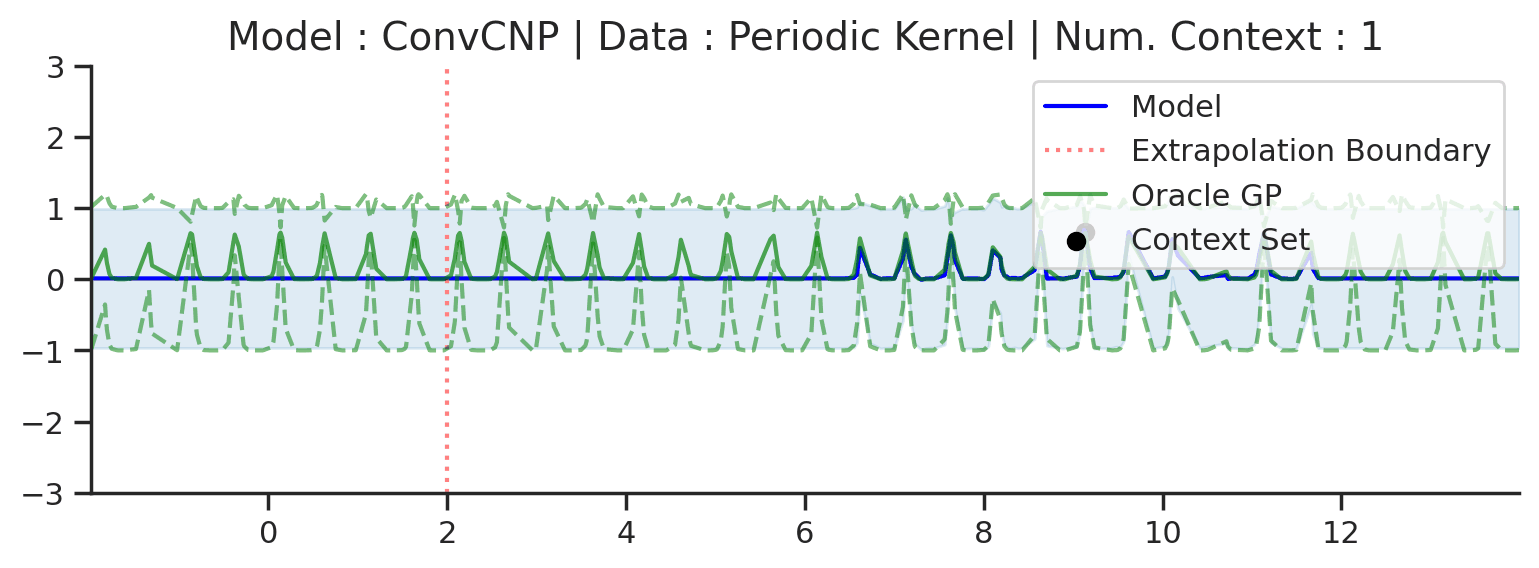 Model : ConvCNP | Data : Periodic Kernel | Num. Context : 1
3
2
1
0
−1
−2
−3
Model
Extrapolation Boundary
Oracle GP
Context Set
0 2 4 6 8 10 12